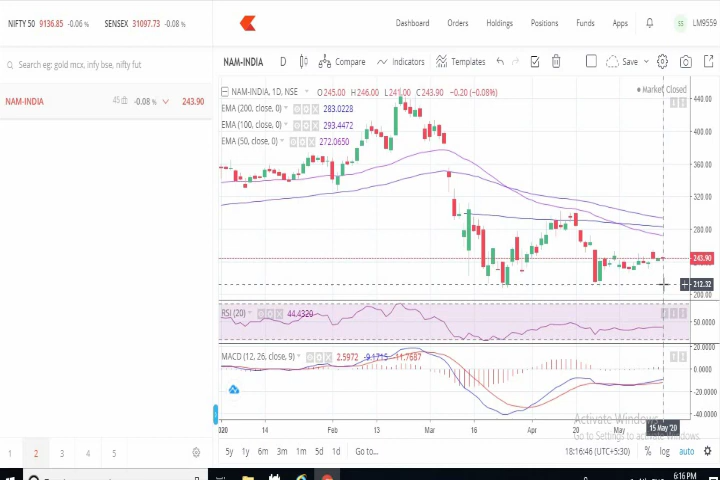 NIFTY 50 9136.85 -0.06 % SENSEX 31097.73 -0.08 %
Dashboard Orders Holdings Positions Funds Apps LM9559
Search eg: gold mcx, infy bse, nifty fut
NAM-INDIA D Compare Indicators Templates Save
NAM-INDIA 45 -0.08 % 243.90
NAM-INDIA, 1D, NSE O 245.00 H 246.00 L 241.00 C 243.90 -0.20 (-0.08%)
Market Closed
EMA (200, close, 0) 283.0228
EMA (100, close, 0) 293.4472
EMA (50, close, 0) 272.0650
440.00
400.00
360.00
320.00
280.00
243.90
212.32
200.00
RSI (20) 44.4320
50.0000
MACD (12, 26, close, 9) 2.5972 -9.1715 -11.7687
20.0000
0.0000
-20.0000
-40.0000
Activate Windows
2020 14 Feb 13 Mar 16 Apr 20 May 15 May '20
Go to Settings to activate Windows.
1 2 3 4 5
5y 1y 6m 3m 1m 5d 1d Go to... 18:16:46 (UTC+5:30) % log auto
6:16 PM